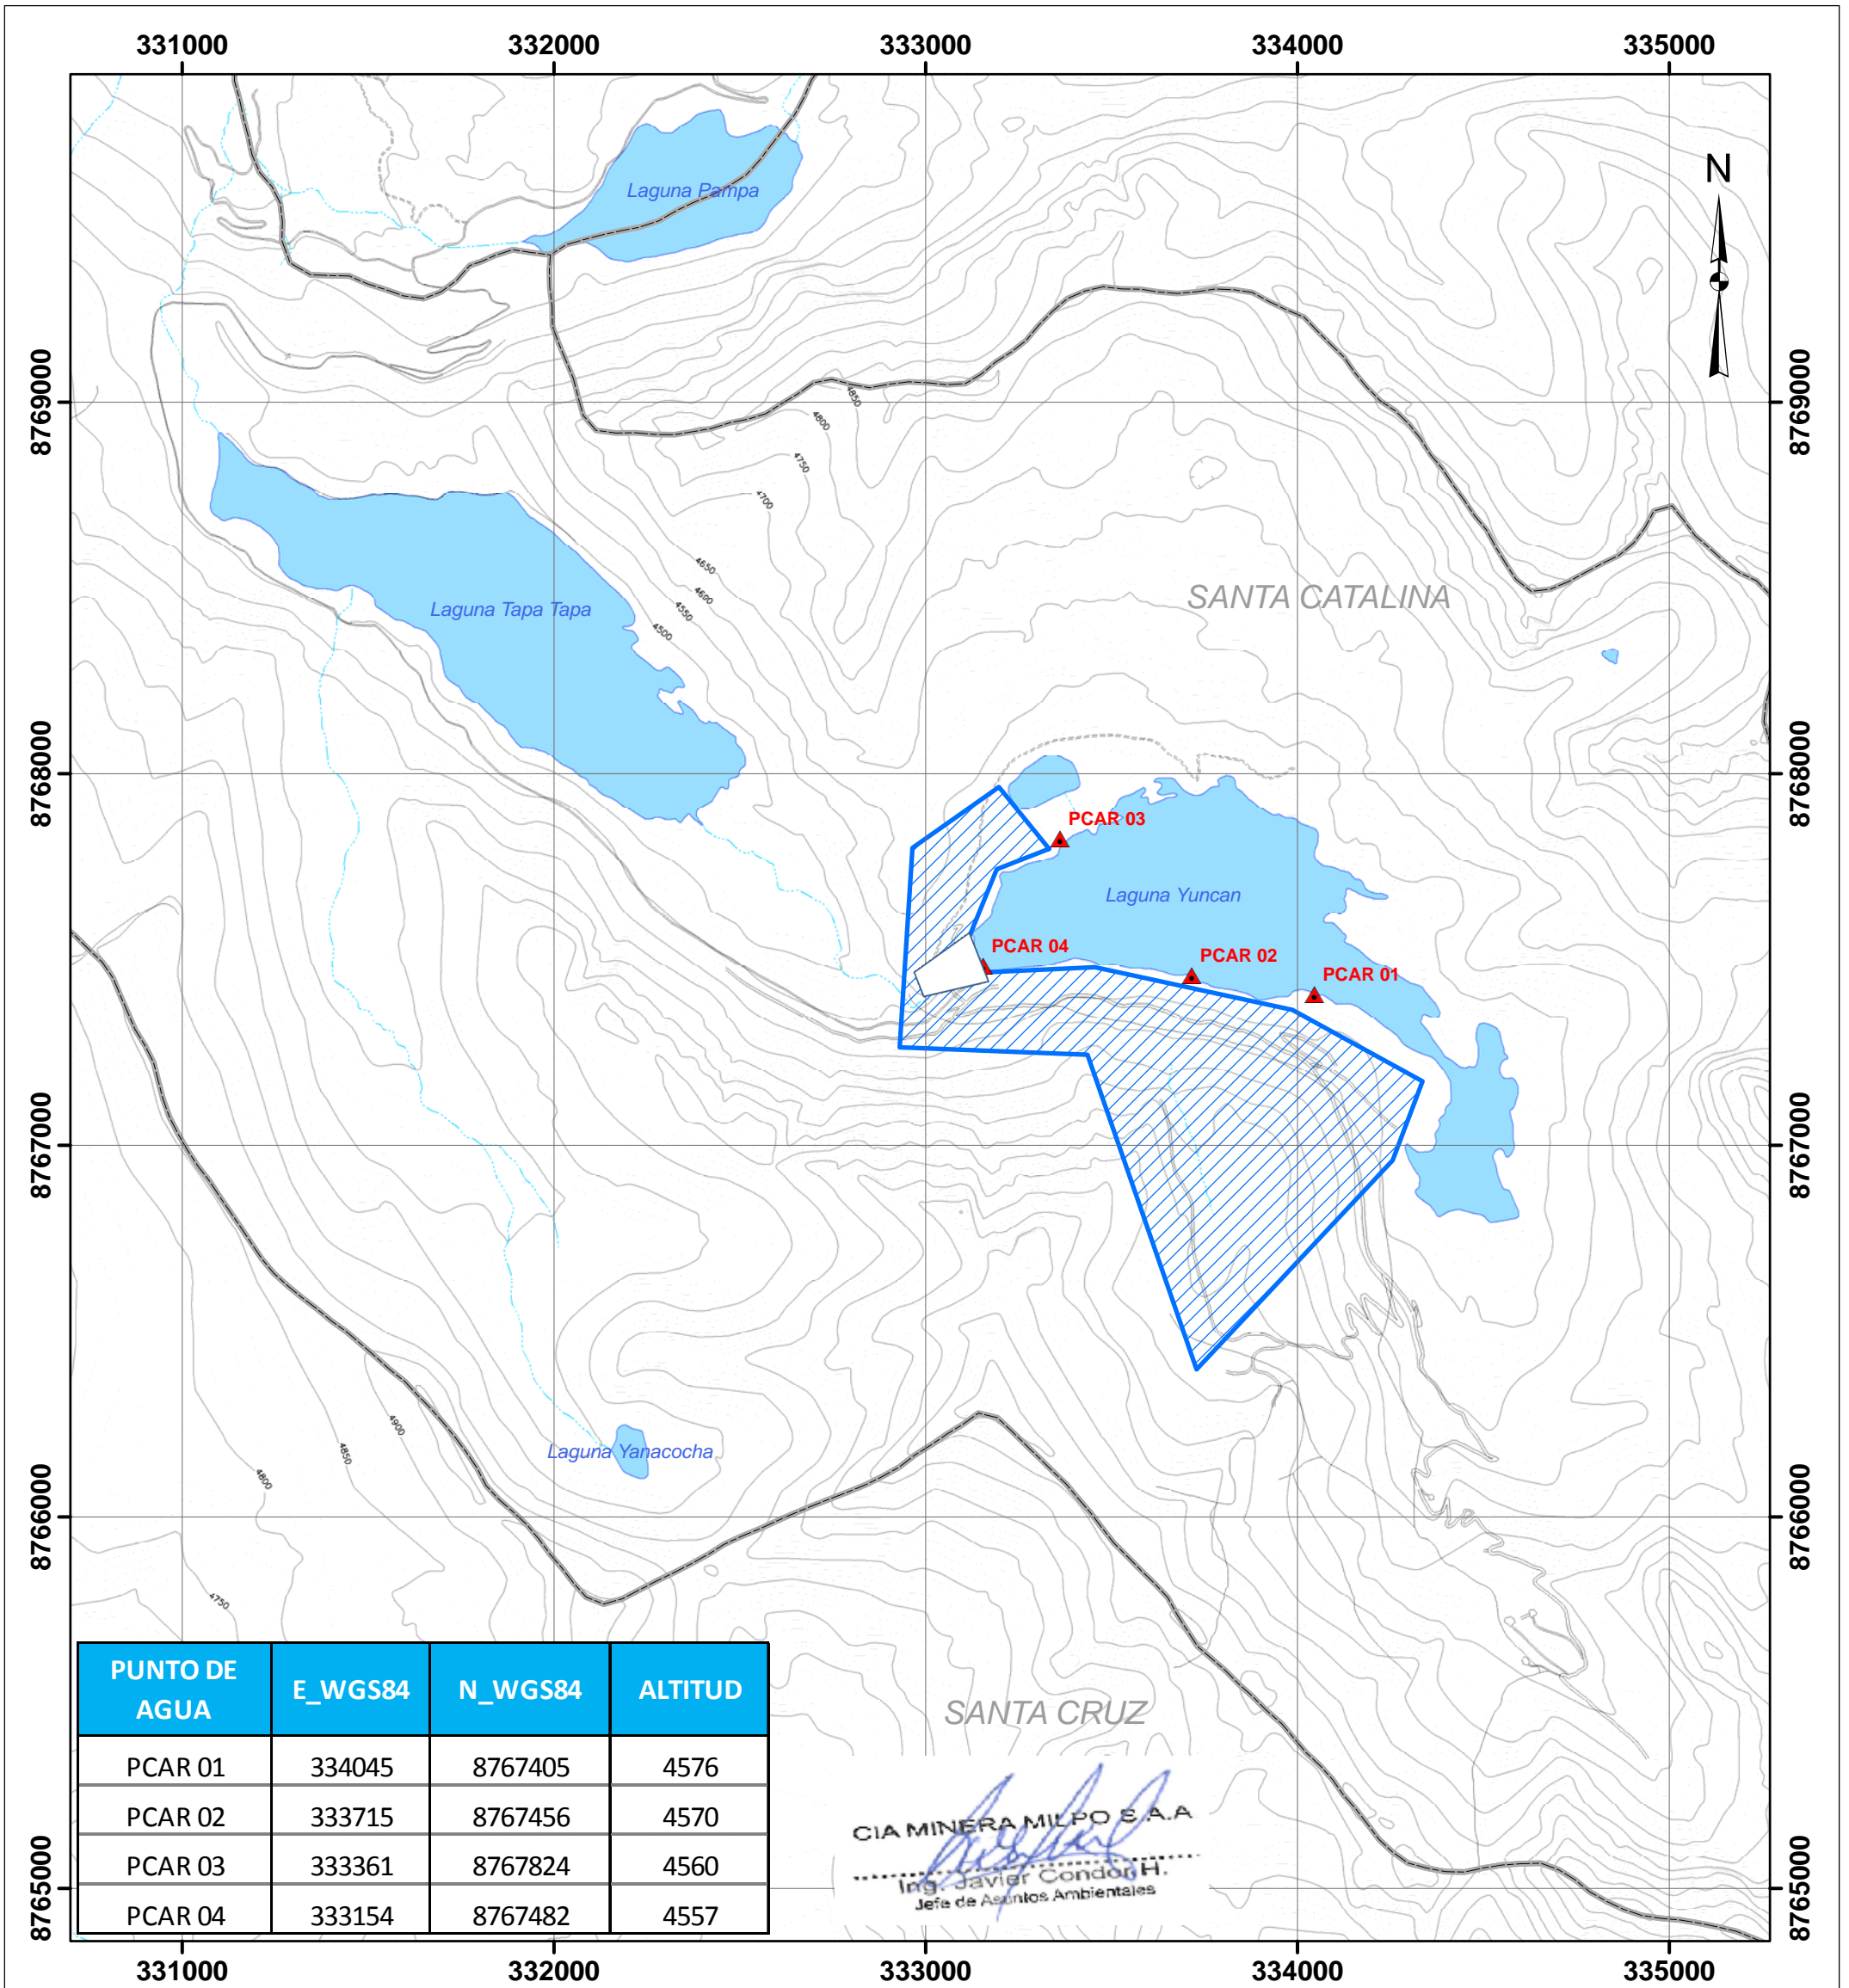 331000 332000 333000 334000 335000
N
Laguna Pampa
8769000
8769000
4850
4800
4750
4700
4650
4600
4550
4500
SANTA CATALINA
Laguna Tapa Tapa
8768000
8768000
PCAR 03
Laguna Yuncan
PCAR 04
PCAR 02
PCAR 01
8767000
8767000
Laguna Yanacocha
4900
4850
4800
4750
8766000
8766000
PUNTO DE AGUA E_WGS84 N_WGS84 ALTITUD
PCAR 01 334045 8767405 4576
PCAR 02 333715 8767456 4570
PCAR 03 333361 8767824 4560
PCAR 04 333154 8767482 4557
SANTA CRUZ
CIA MINERA MILPO S.A.A
Ing. Javier Condor H.
Jefe de Asuntos Ambientales
8765000
8765000
331000 332000 333000 334000 335000